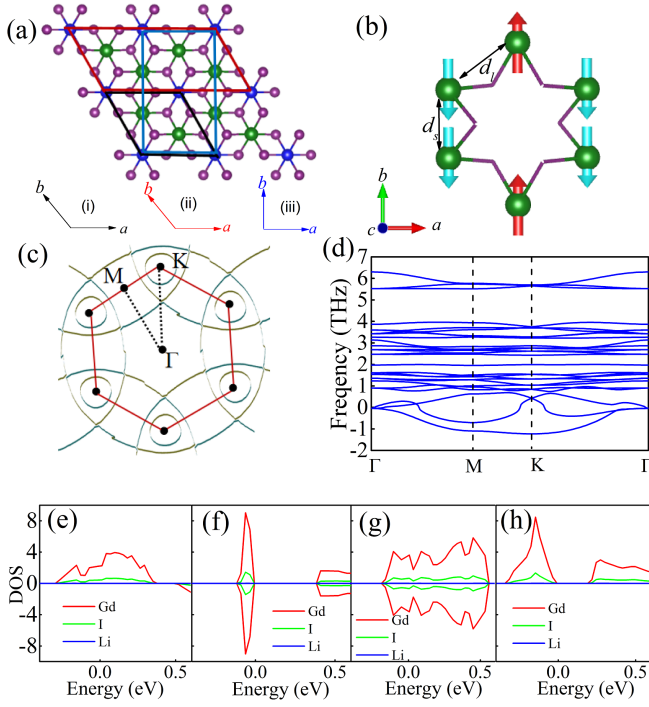 (a)
b
a
(i)
b
a
(ii)
b
a
(iii)
(b)
d_l
d_s
b
c
a
(c)
M
K
Γ
(d)
Freqency (THz)
7
6
5
4
3
2
1
0
-1
-2
Γ
M
K
Γ
(e)
(f)
(g)
(h)
DOS
8
4
0
-4
-8
Gd
I
Li
Gd
I
Li
Gd
I
Li
Gd
I
Li
0.0
0.5
0.0
0.5
0.0
0.5
0.0
0.5
Energy (eV)
Energy (eV)
Energy (eV)
Energy (eV)